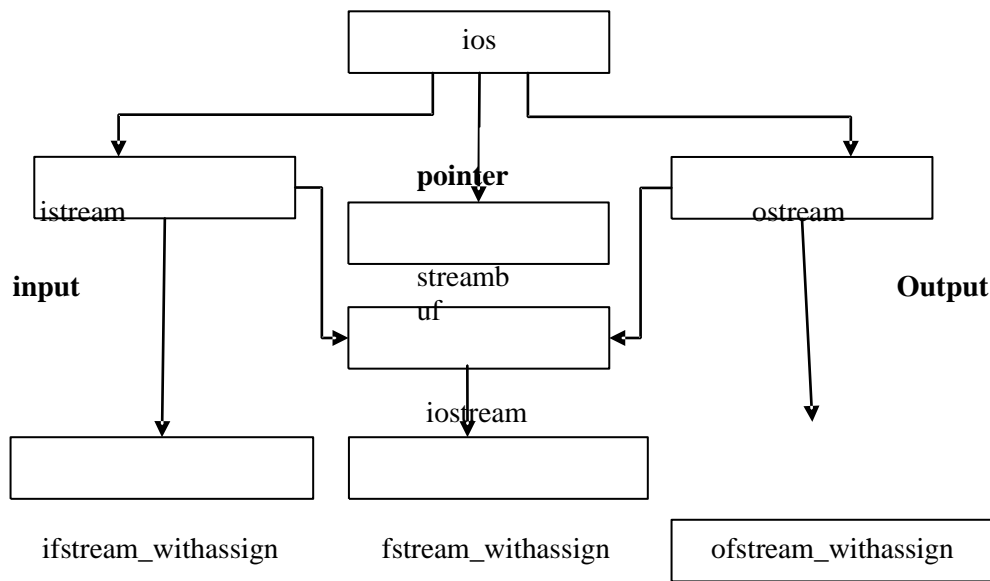 ios
pointer
istream
ostream
input
streamb
uf
Output
iostream
ifstream_withassign
fstream_withassign
ofstream_withassign